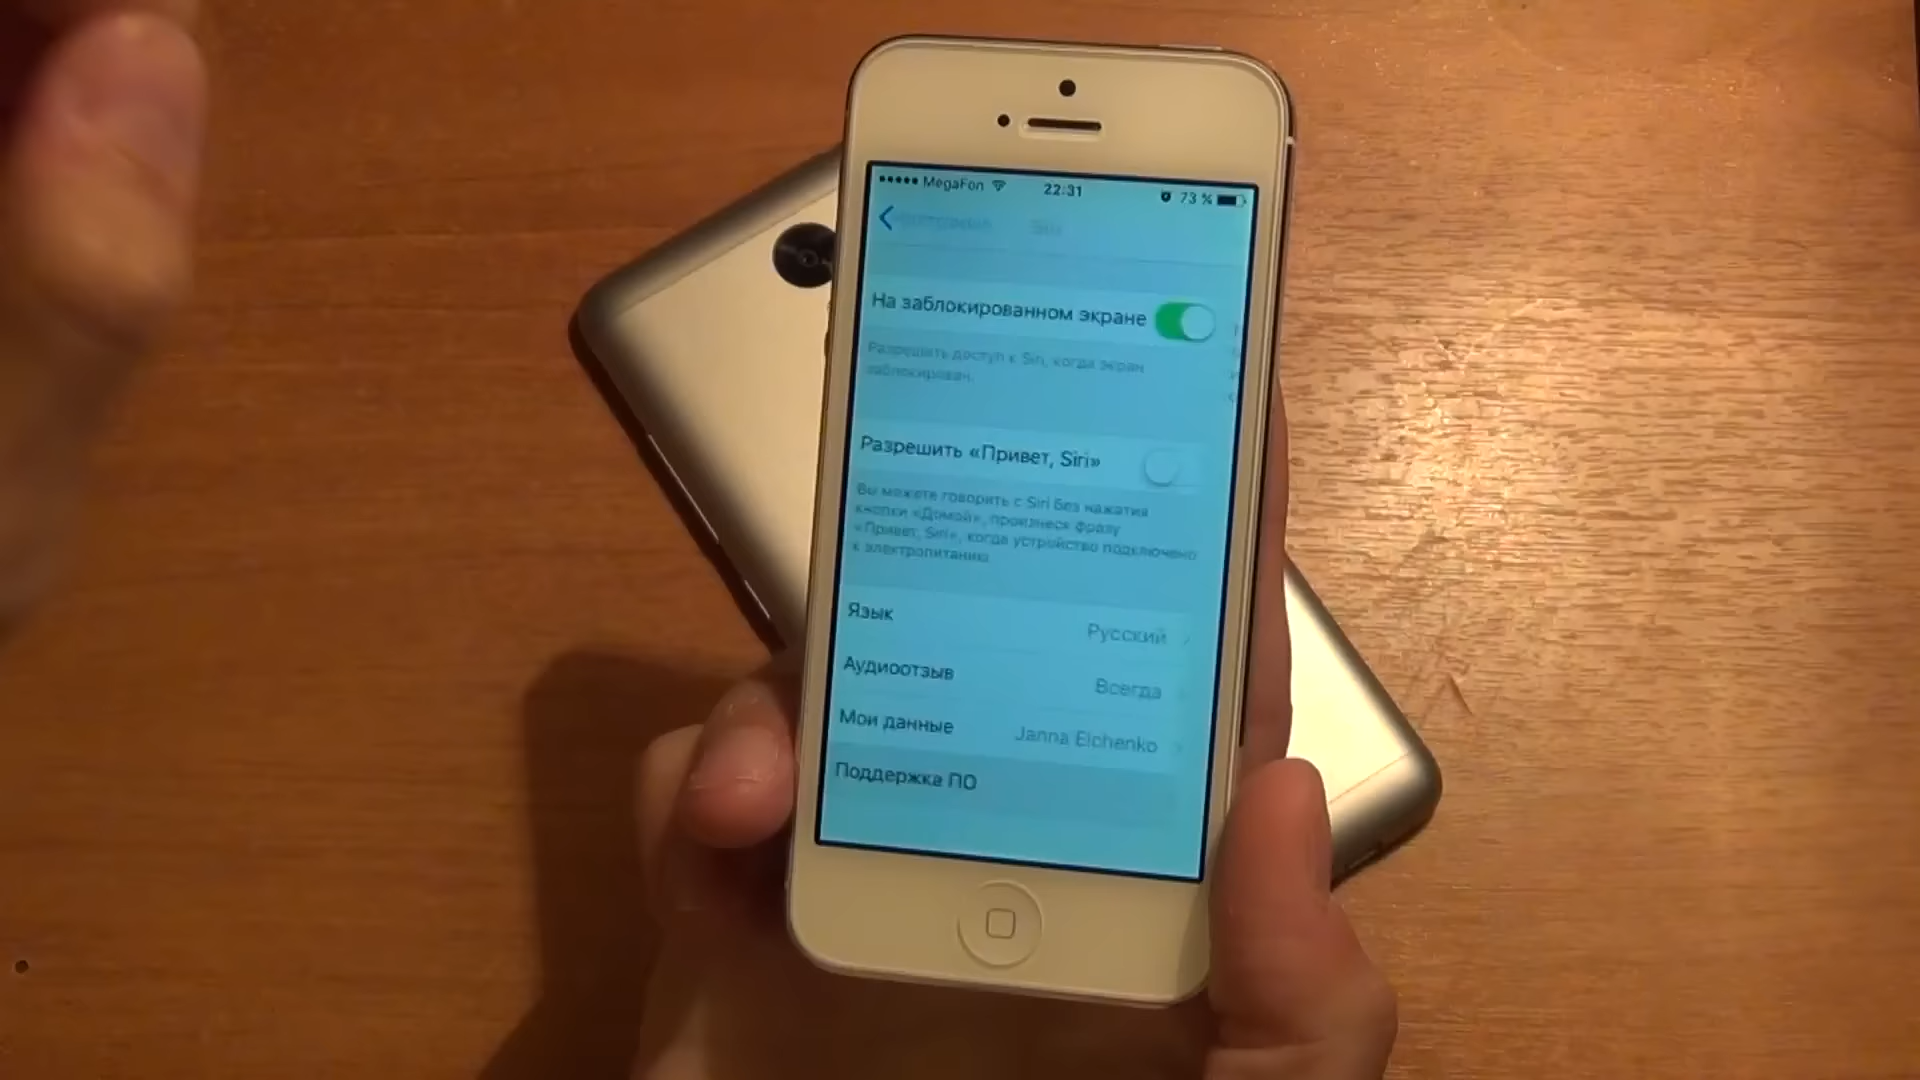 MegaFon 22:31 73 %
Siri
На заблокированном экране
Разрешить доступ к Siri, когда экран
заблокирован.
Разрешить «Привет, Siri»
Вы можете говорить с Siri без нажатия
кнопки «Домой», произнеся фразу
«Привет, Siri», когда устройство подключено
к электропитанию.
Язык Русский
Аудиоотзыв Всегда
Мои данные Janna Elchenko
Поддержка ПО